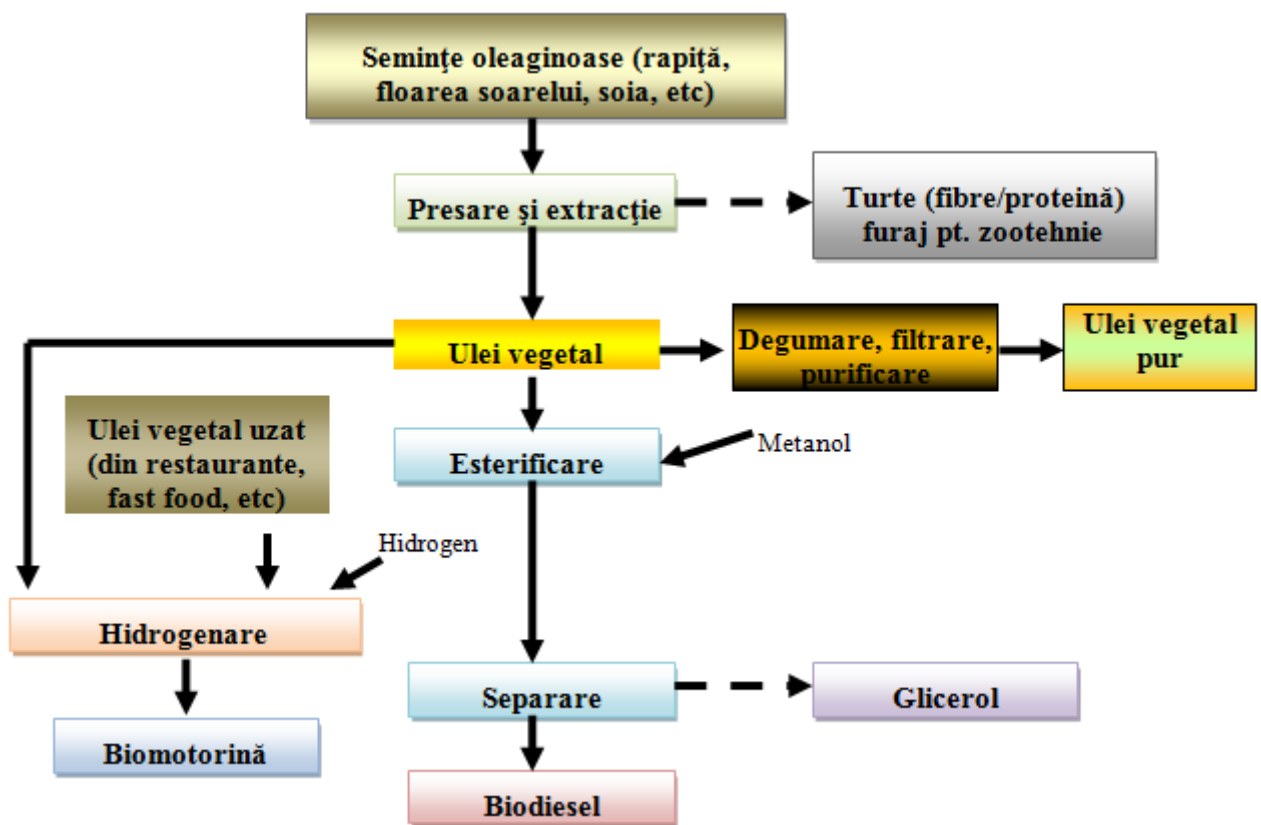 Seminţe oleaginoase (rapiţă,
floarea soarelui, soia, etc)
Presare şi extracţie
Turte (fibre/proteină)
furaj pt. zootehnie
Ulei vegetal
Degumare, filtrare,
purificare
Ulei vegetal
pur
Ulei vegetal uzat
(din restaurante,
fast food, etc)
Esterificare
Metanol
Hidrogen
Hidrogenare
Separare
Glicerol
Biomotorină
Biodiesel